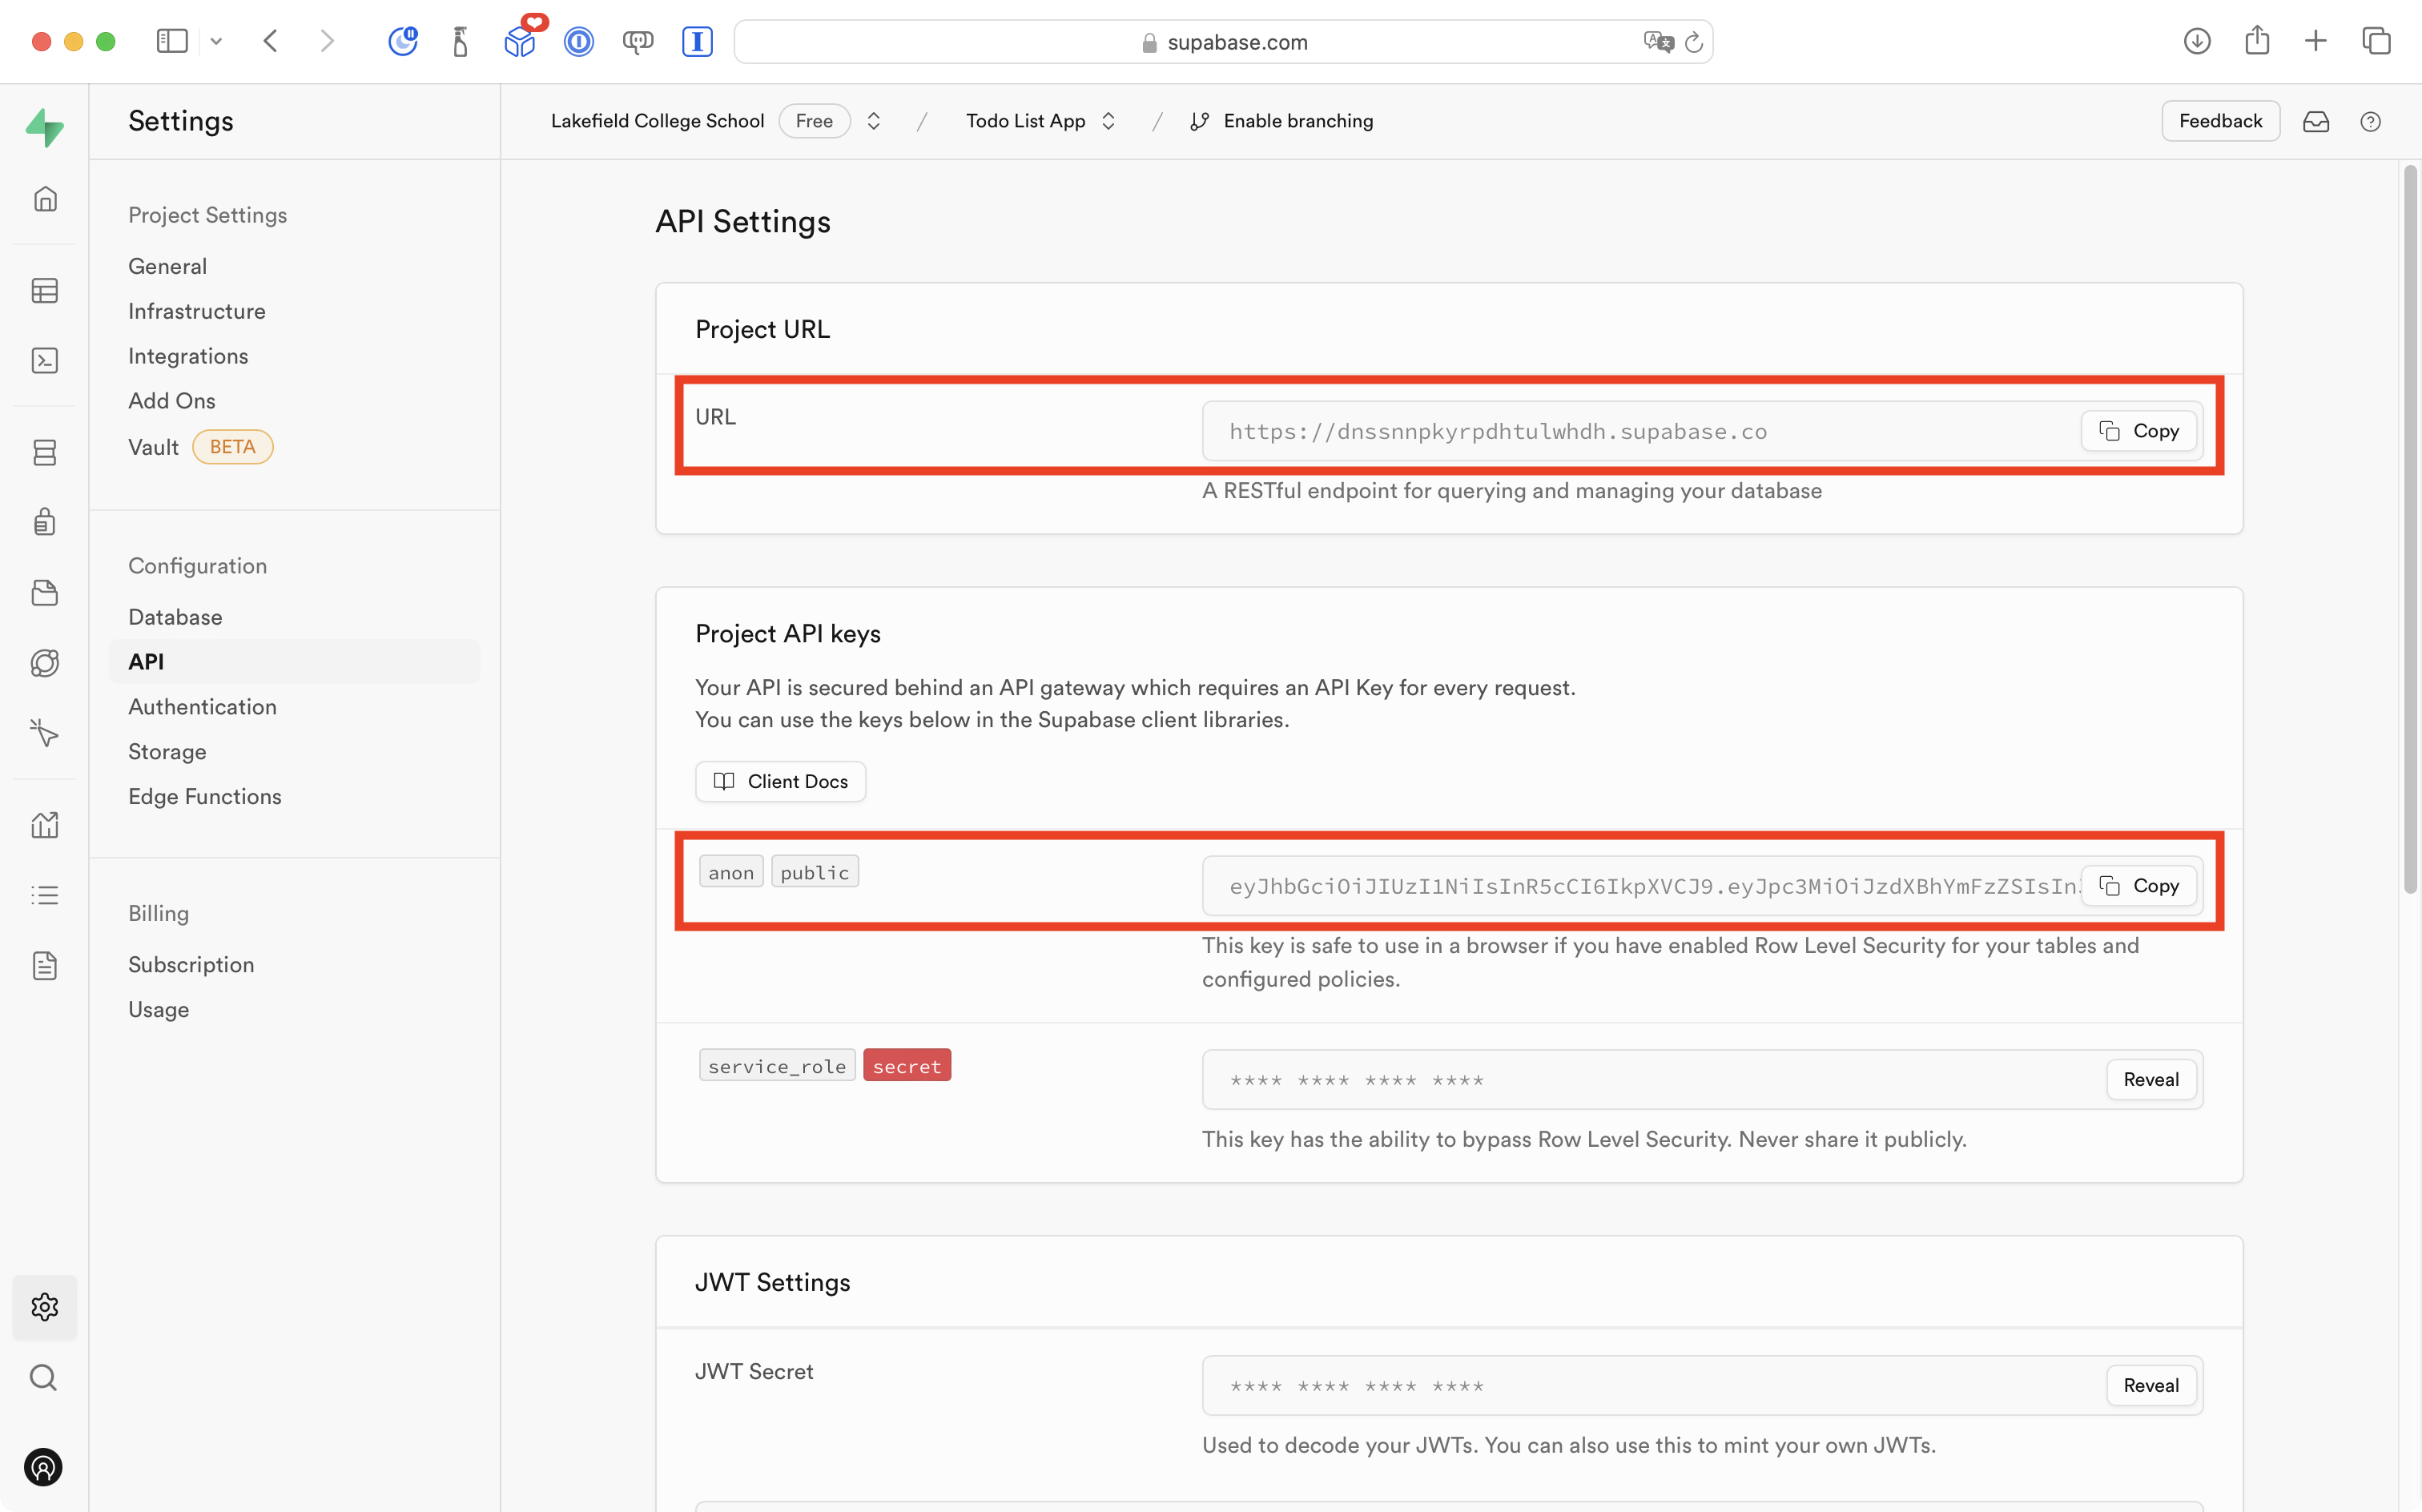 supabase.com
Settings
Lakefield College School Free / Todo List App / Enable branching
Feedback
Project Settings
General
Infrastructure
Integrations
Add Ons
Vault BETA
Configuration
Database
API
Authentication
Storage
Edge Functions
Billing
Subscription
Usage
API Settings
Project URL
URL
https://dnssnnpkyrpdhtulwhdh.supabase.co
Copy
A RESTful endpoint for querying and managing your database
Project API keys
Your API is secured behind an API gateway which requires an API Key for every request.
You can use the keys below in the Supabase client libraries.
Client Docs
anon public
eyJhbGciOiJIUzI1NiIsInR5cCI6IkpXVCJ9.eyJpc3MiOiJzdXBhYmFzZSIsIn
Copy
This key is safe to use in a browser if you have enabled Row Level Security for your tables and
configured policies.
service_role secret
**** **** **** ****
Reveal
This key has the ability to bypass Row Level Security. Never share it publicly.
JWT Settings
JWT Secret
**** **** **** ****
Reveal
Used to decode your JWTs. You can also use this to mint your own JWTs.